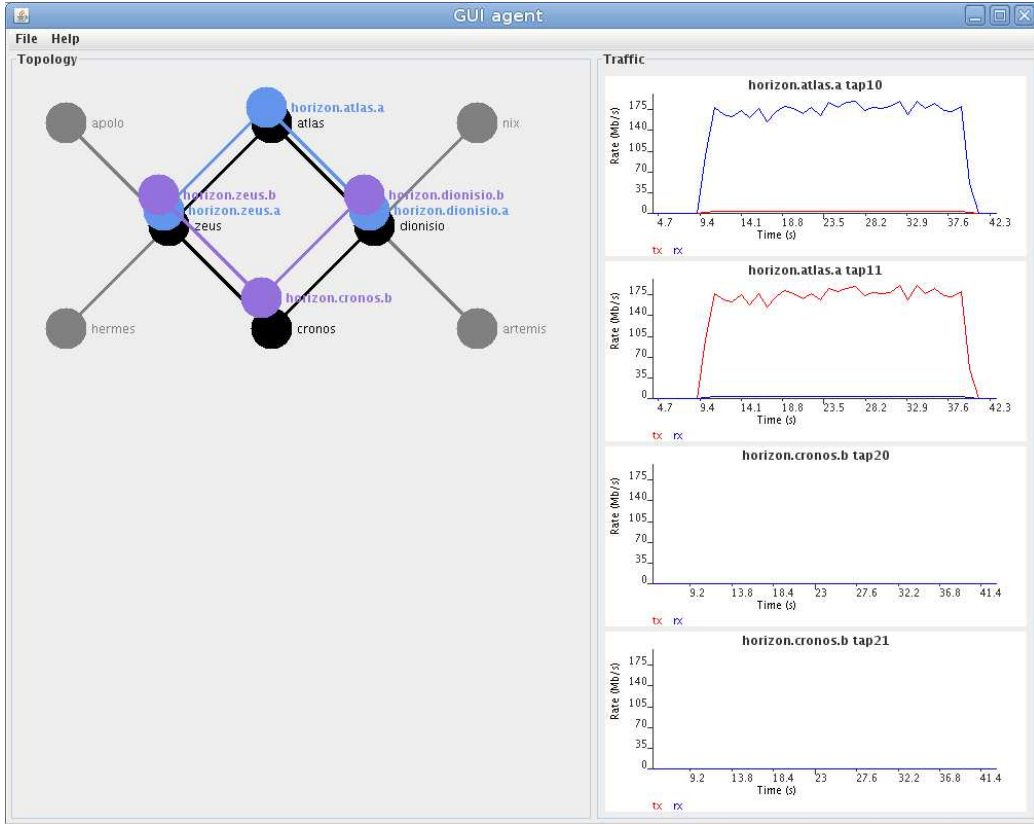 GUI agent
File Help
Topology
horizon.atlas.a
atlas
apolo
nix
horizon.zeus.b
horizon.zeus.a
zeus
horizon.dionisio.b
horizon.dionisio.a
dionisio
horizon.cronos.b
cronos
hermes
artemis
Traffic
horizon.atlas.a tap10
Rate (Mb/s)
175
140
105
70
35
0
4.7 9.4 14.1 18.8 23.5 28.2 32.9 37.6 42.3
Time (s)
tx rx
horizon.atlas.a tap11
Rate (Mb/s)
175
140
105
70
35
0
4.7 9.4 14.1 18.8 23.5 28.2 32.9 37.6 42.3
Time (s)
tx rx
horizon.cronos.b tap20
Rate (Mb/s)
175
140
105
70
35
0
9.2 13.8 18.4 23 27.6 32.2 36.8 41.4
Time (s)
tx rx
horizon.cronos.b tap21
Rate (Mb/s)
175
140
105
70
35
0
9.2 13.8 18.4 23 27.6 32.2 36.8 41.4
Time (s)
tx rx